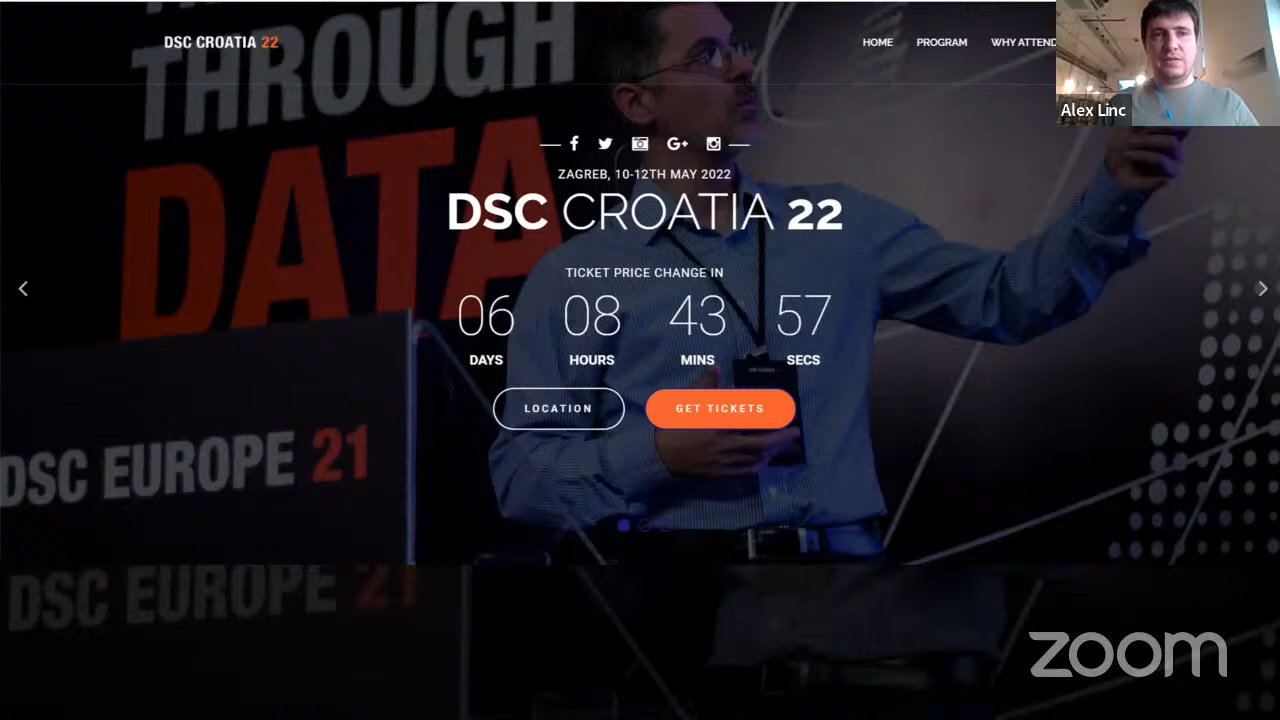 THROUGH
DATA
DSC CROATIA 22
HOME PROGRAM WHY ATTEND
Alex Linc
ZAGREB, 10-12TH MAY 2022
DSC CROATIA 22
TICKET PRICE CHANGE IN
06 08 43 57
DAYS HOURS MINS SECS
LOCATION GET TICKETS
DSC EUROPE 21
DSC EUROPE 21
zoom